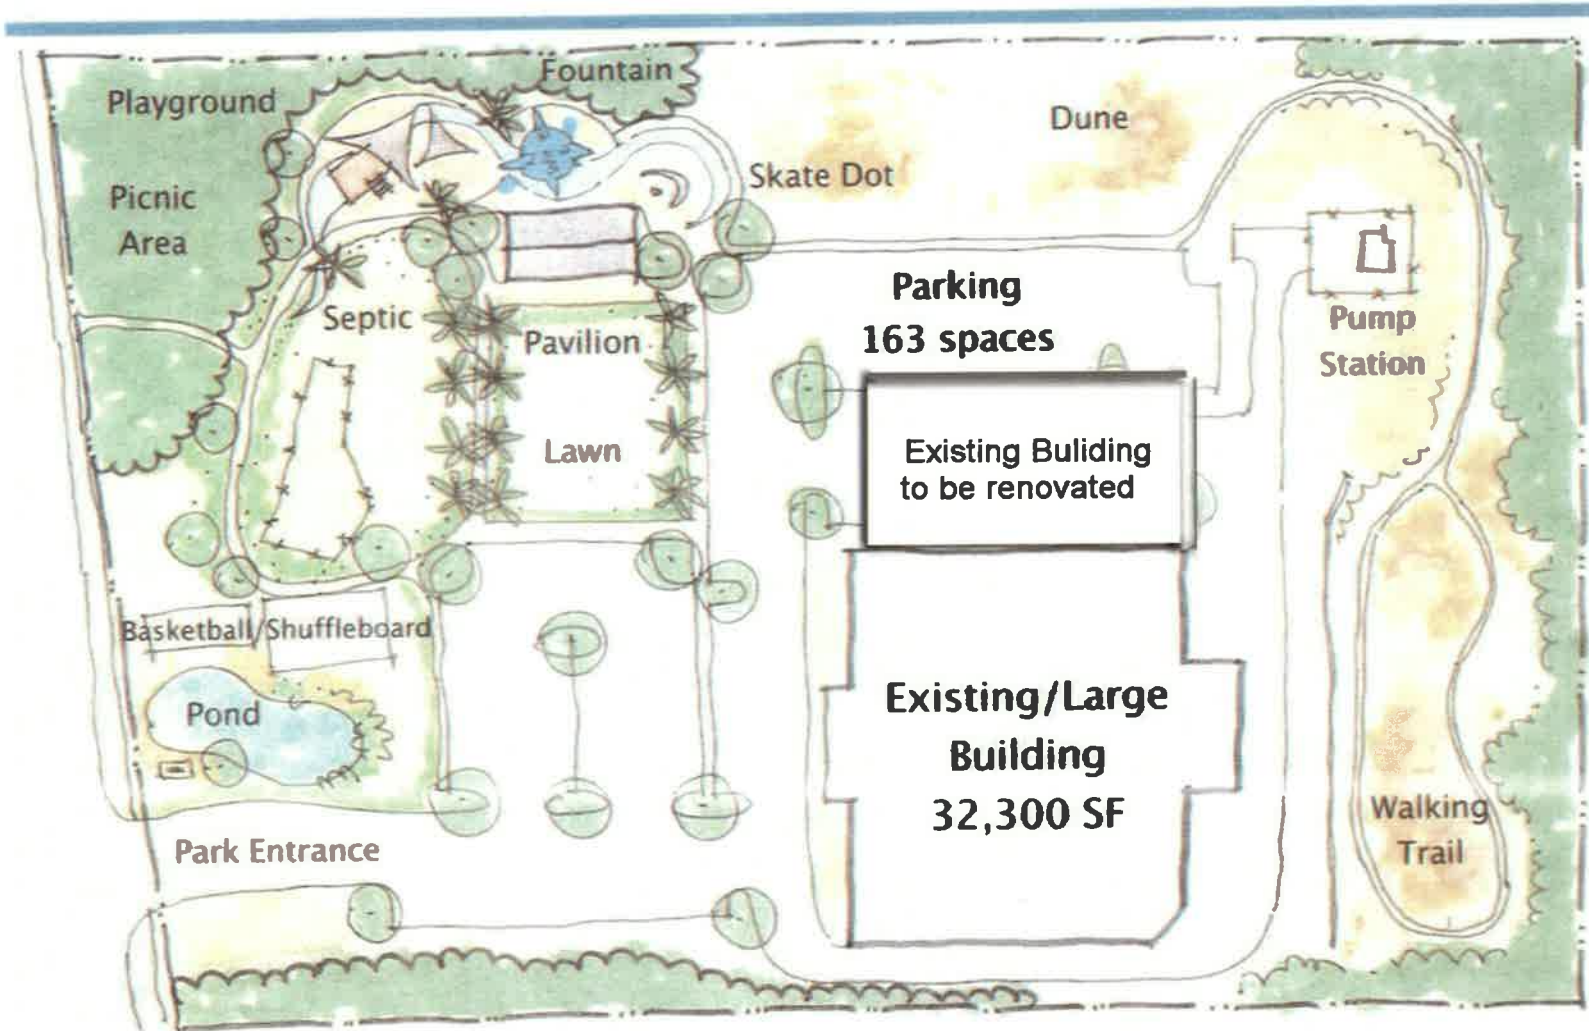 Fountain
Playground
Dune
Skate Dot
Picnic
Area
Parking
163 spaces
Septic
Pavilion
Pump
Station
Lawn
Existing Buliding
to be renovated
Basketball/Shuffleboard
Existing/Large
Building
32,300 SF
Pond
Walking
Trail
Park Entrance